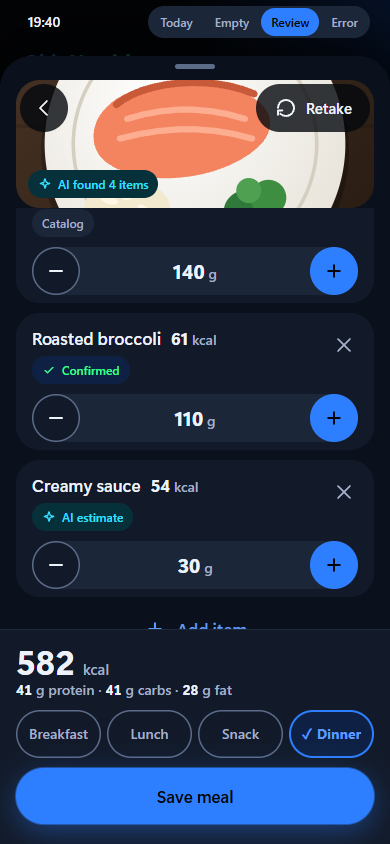 19:40
Today Empty Review Error
Retake
AI found 4 items
Catalog
140 g
Roasted broccoli 61 kcal
Confirmed
110 g
Creamy sauce 54 kcal
AI estimate
30 g
+ Add item
582 kcal
41 g protein · 41 g carbs · 28 g fat
Breakfast Lunch Snack ✓ Dinner
Save meal